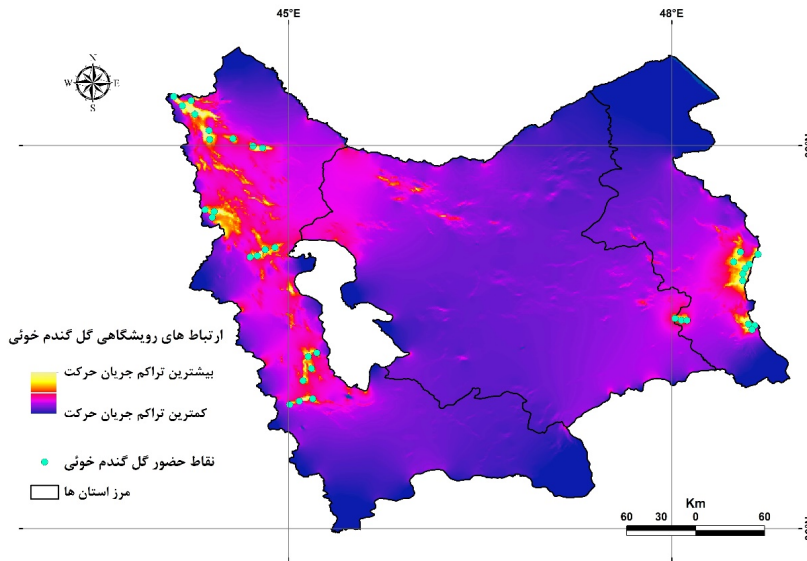 45°E 48°E
N
W E
S
ارتباط های رویشگاهی گل گندم خوئی
بیشترین تراکم جریان حرکت
کمترین تراکم جریان حرکت
نقاط حضور گل گندم خوئی
مرز استان ها
Km
60 30 0 60